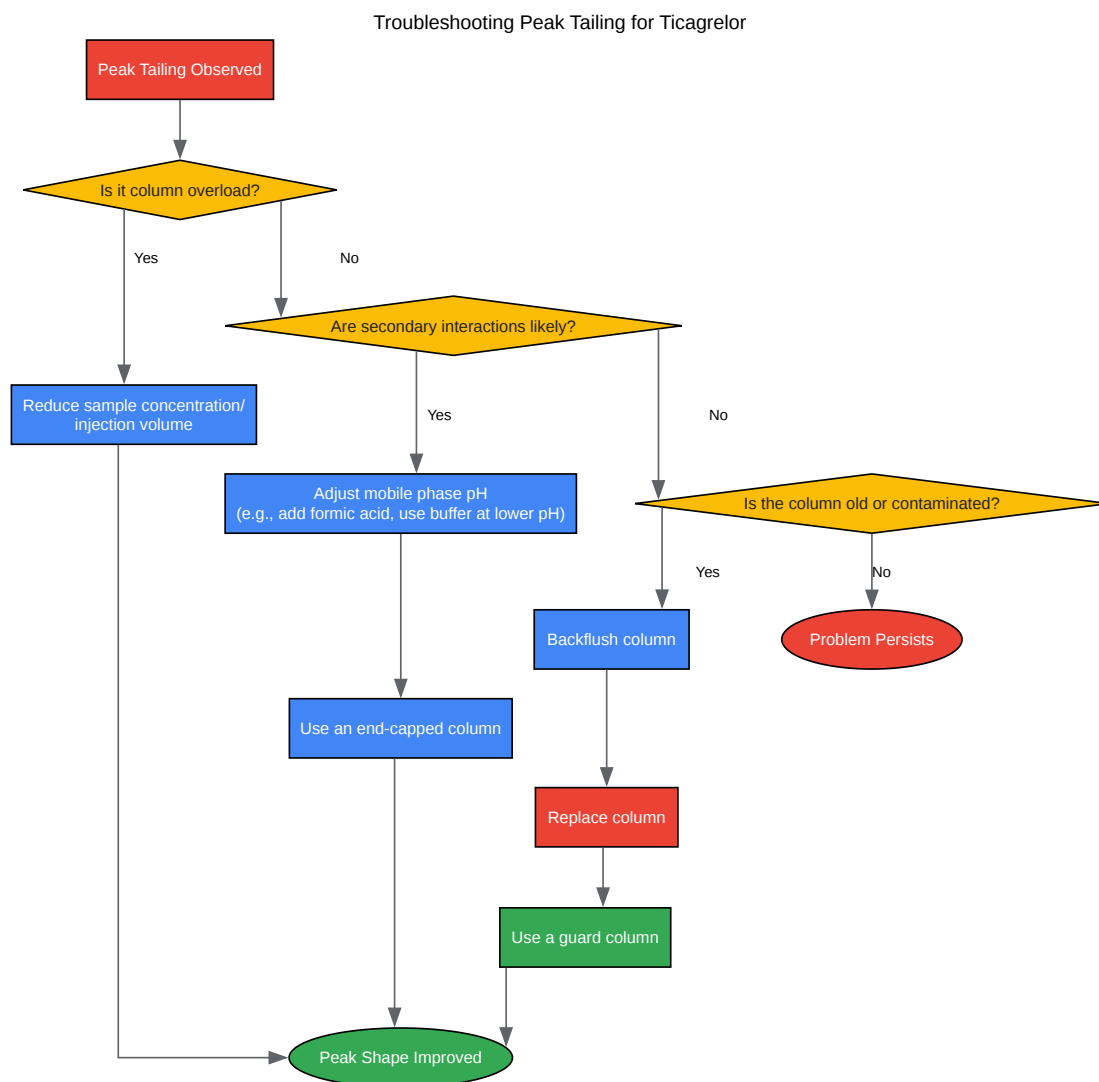 Troubleshooting Peak Tailing for Ticagrelor
Peak Tailing Observed
Is it column overload?
Yes
No
Are secondary interactions likely?
Reduce sample concentration/
injection volume
Yes
No
Adjust mobile phase pH
(e.g., add formic acid, use buffer at lower pH)
Is the column old or contaminated?
Yes
No
Backflush column
Problem Persists
Use an end-capped column
Replace column
Use a guard column
Peak Shape Improved